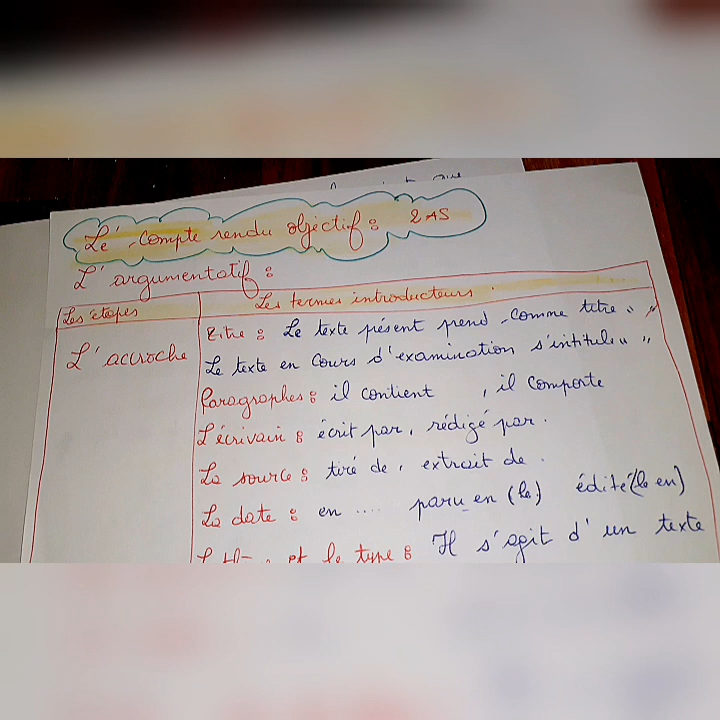 Le compte rendu objectif : 2 AS
L'argumentatif :
Les étapes
Les termes introducteurs
L'accroche
Titre : Le texte présent prend comme titre " "
Le texte en cours d'examination s'intitule " "
Paragraphes : il contient , il comporte
L'écrivain : écrit par, rédigé par.
La source : tiré de, extrait de.
La date : en .... paru en (le) édité (le en)
et le type : Il s'agit d'un texte